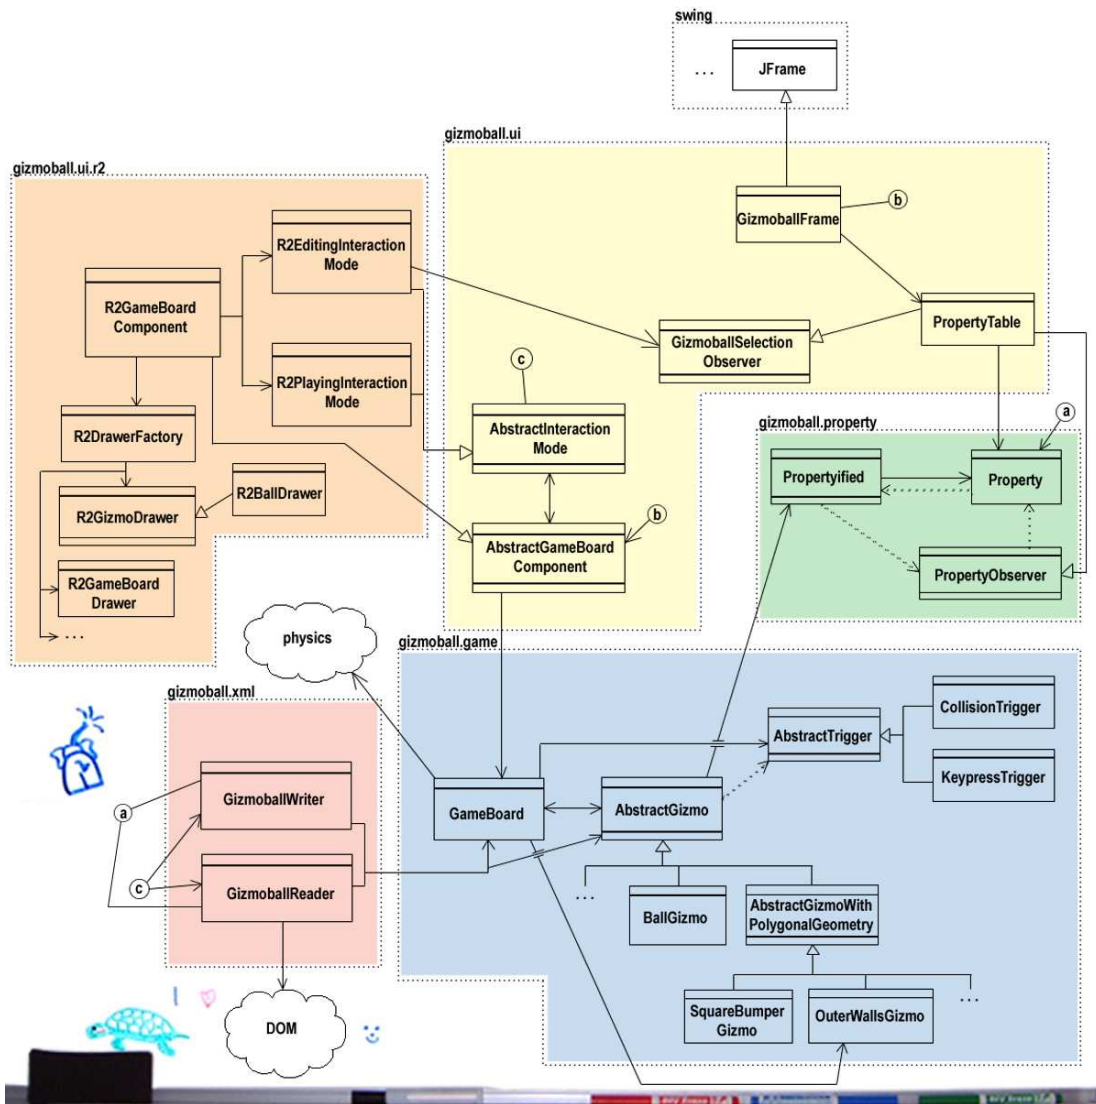 swing
...
JFrame
gizmoball.ui
gizmoball.ui.r2
GizmoballFrame
b
R2EditingInteraction
Mode
R2GameBoard
Component
PropertyTable
GizmoballSelection
Observer
c
R2PlayingInteraction
Mode
R2DrawerFactory
AbstractInteraction
Mode
gizmoball.property
a
Propertyified
Property
R2BallDrawer
R2GizmoDrawer
b
AbstractGameBoard
Component
PropertyObserver
R2GameBoard
Drawer
...
physics
gizmoball.game
gizmoball.xml
CollisionTrigger
AbstractTrigger
KeypressTrigger
GizmoballWriter
a
GameBoard
AbstractGizmo
c
GizmoballReader
...
BallGizmo
AbstractGizmoWith
PolygonalGeometry
...
SquareBumper
Gizmo
OuterWallsGizmo
DOM